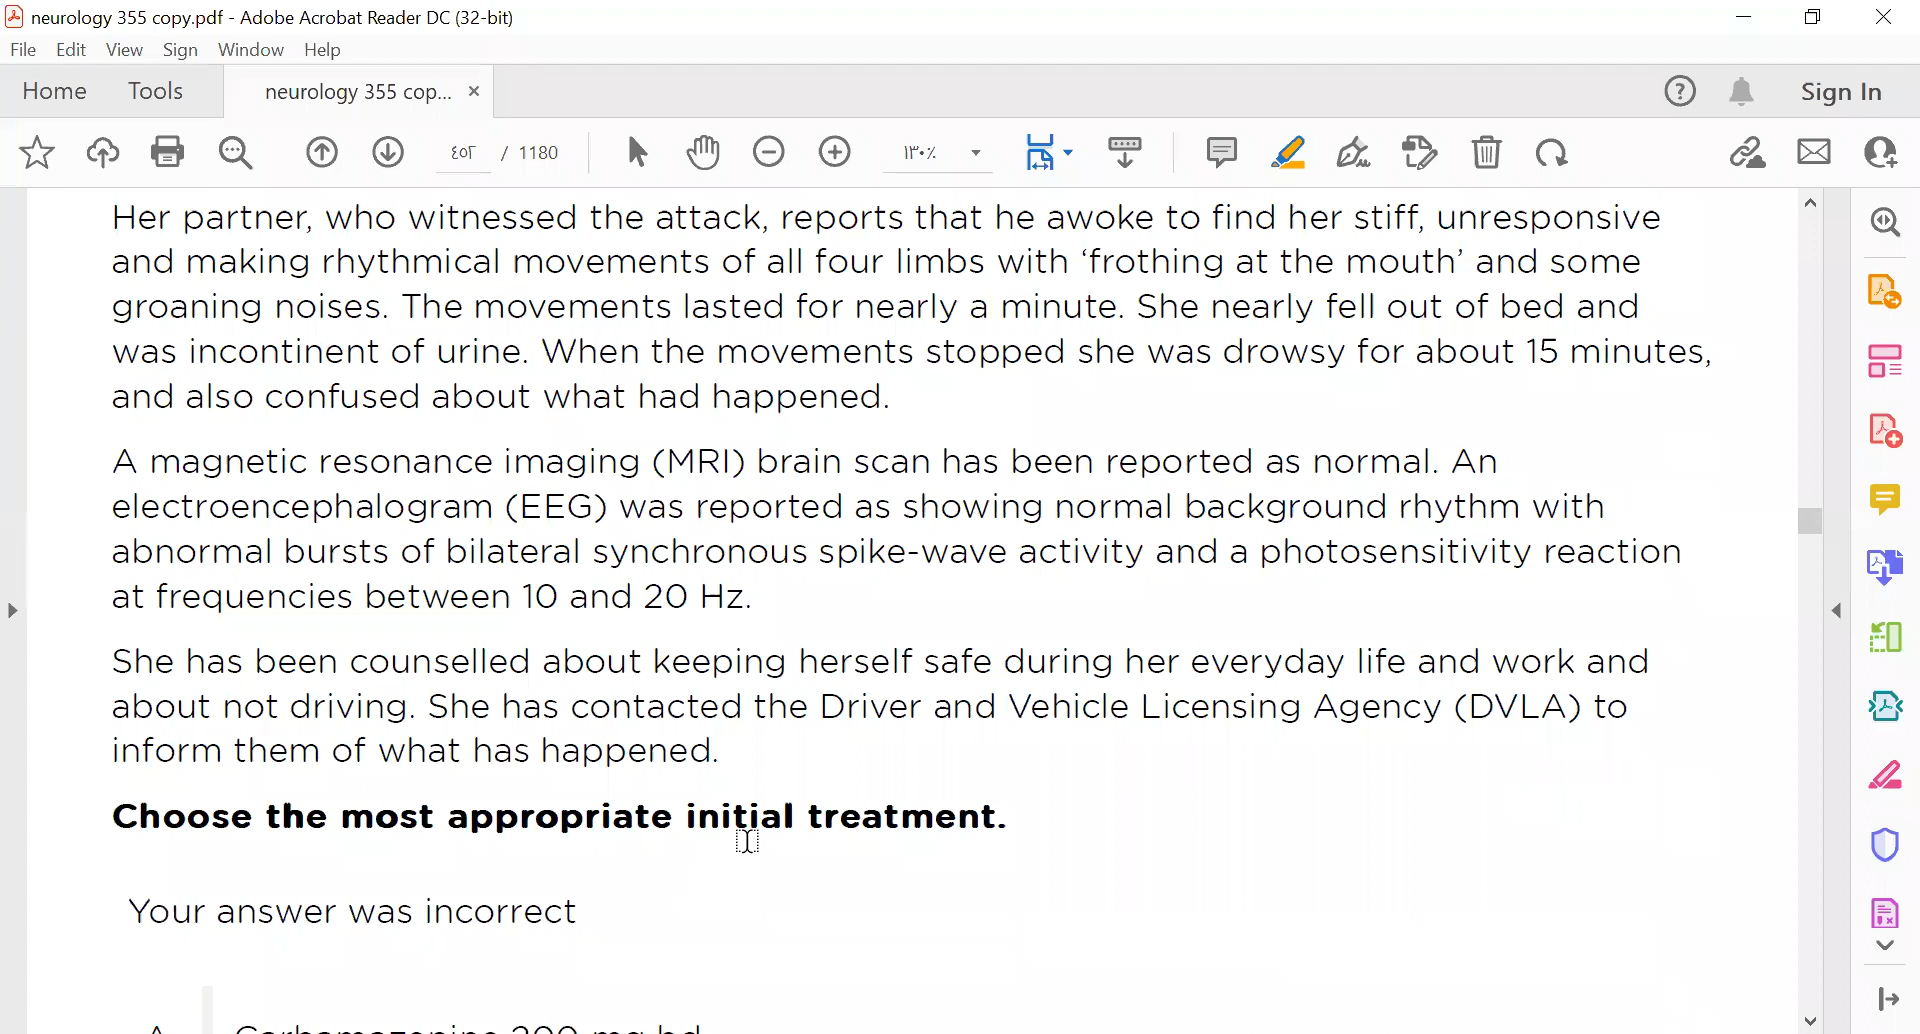 neurology 355 copy.pdf - Adobe Acrobat Reader DC (32-bit)
File Edit View Sign Window Help
Home Tools neurology 355 cop... × Sign In
٤٥٣ / 1180 ١٣٠٪
Her partner, who witnessed the attack, reports that he awoke to find her stiff, unresponsive
and making rhythmical movements of all four limbs with ‘frothing at the mouth’ and some
groaning noises. The movements lasted for nearly a minute. She nearly fell out of bed and
was incontinent of urine. When the movements stopped she was drowsy for about 15 minutes,
and also confused about what had happened.
A magnetic resonance imaging (MRI) brain scan has been reported as normal. An
electroencephalogram (EEG) was reported as showing normal background rhythm with
abnormal bursts of bilateral synchronous spike-wave activity and a photosensitivity reaction
at frequencies between 10 and 20 Hz.
She has been counselled about keeping herself safe during her everyday life and work and
about not driving. She has contacted the Driver and Vehicle Licensing Agency (DVLA) to
inform them of what has happened.
Choose the most appropriate initial treatment.
Your answer was incorrect
A Carbamazepine 200 mg bd